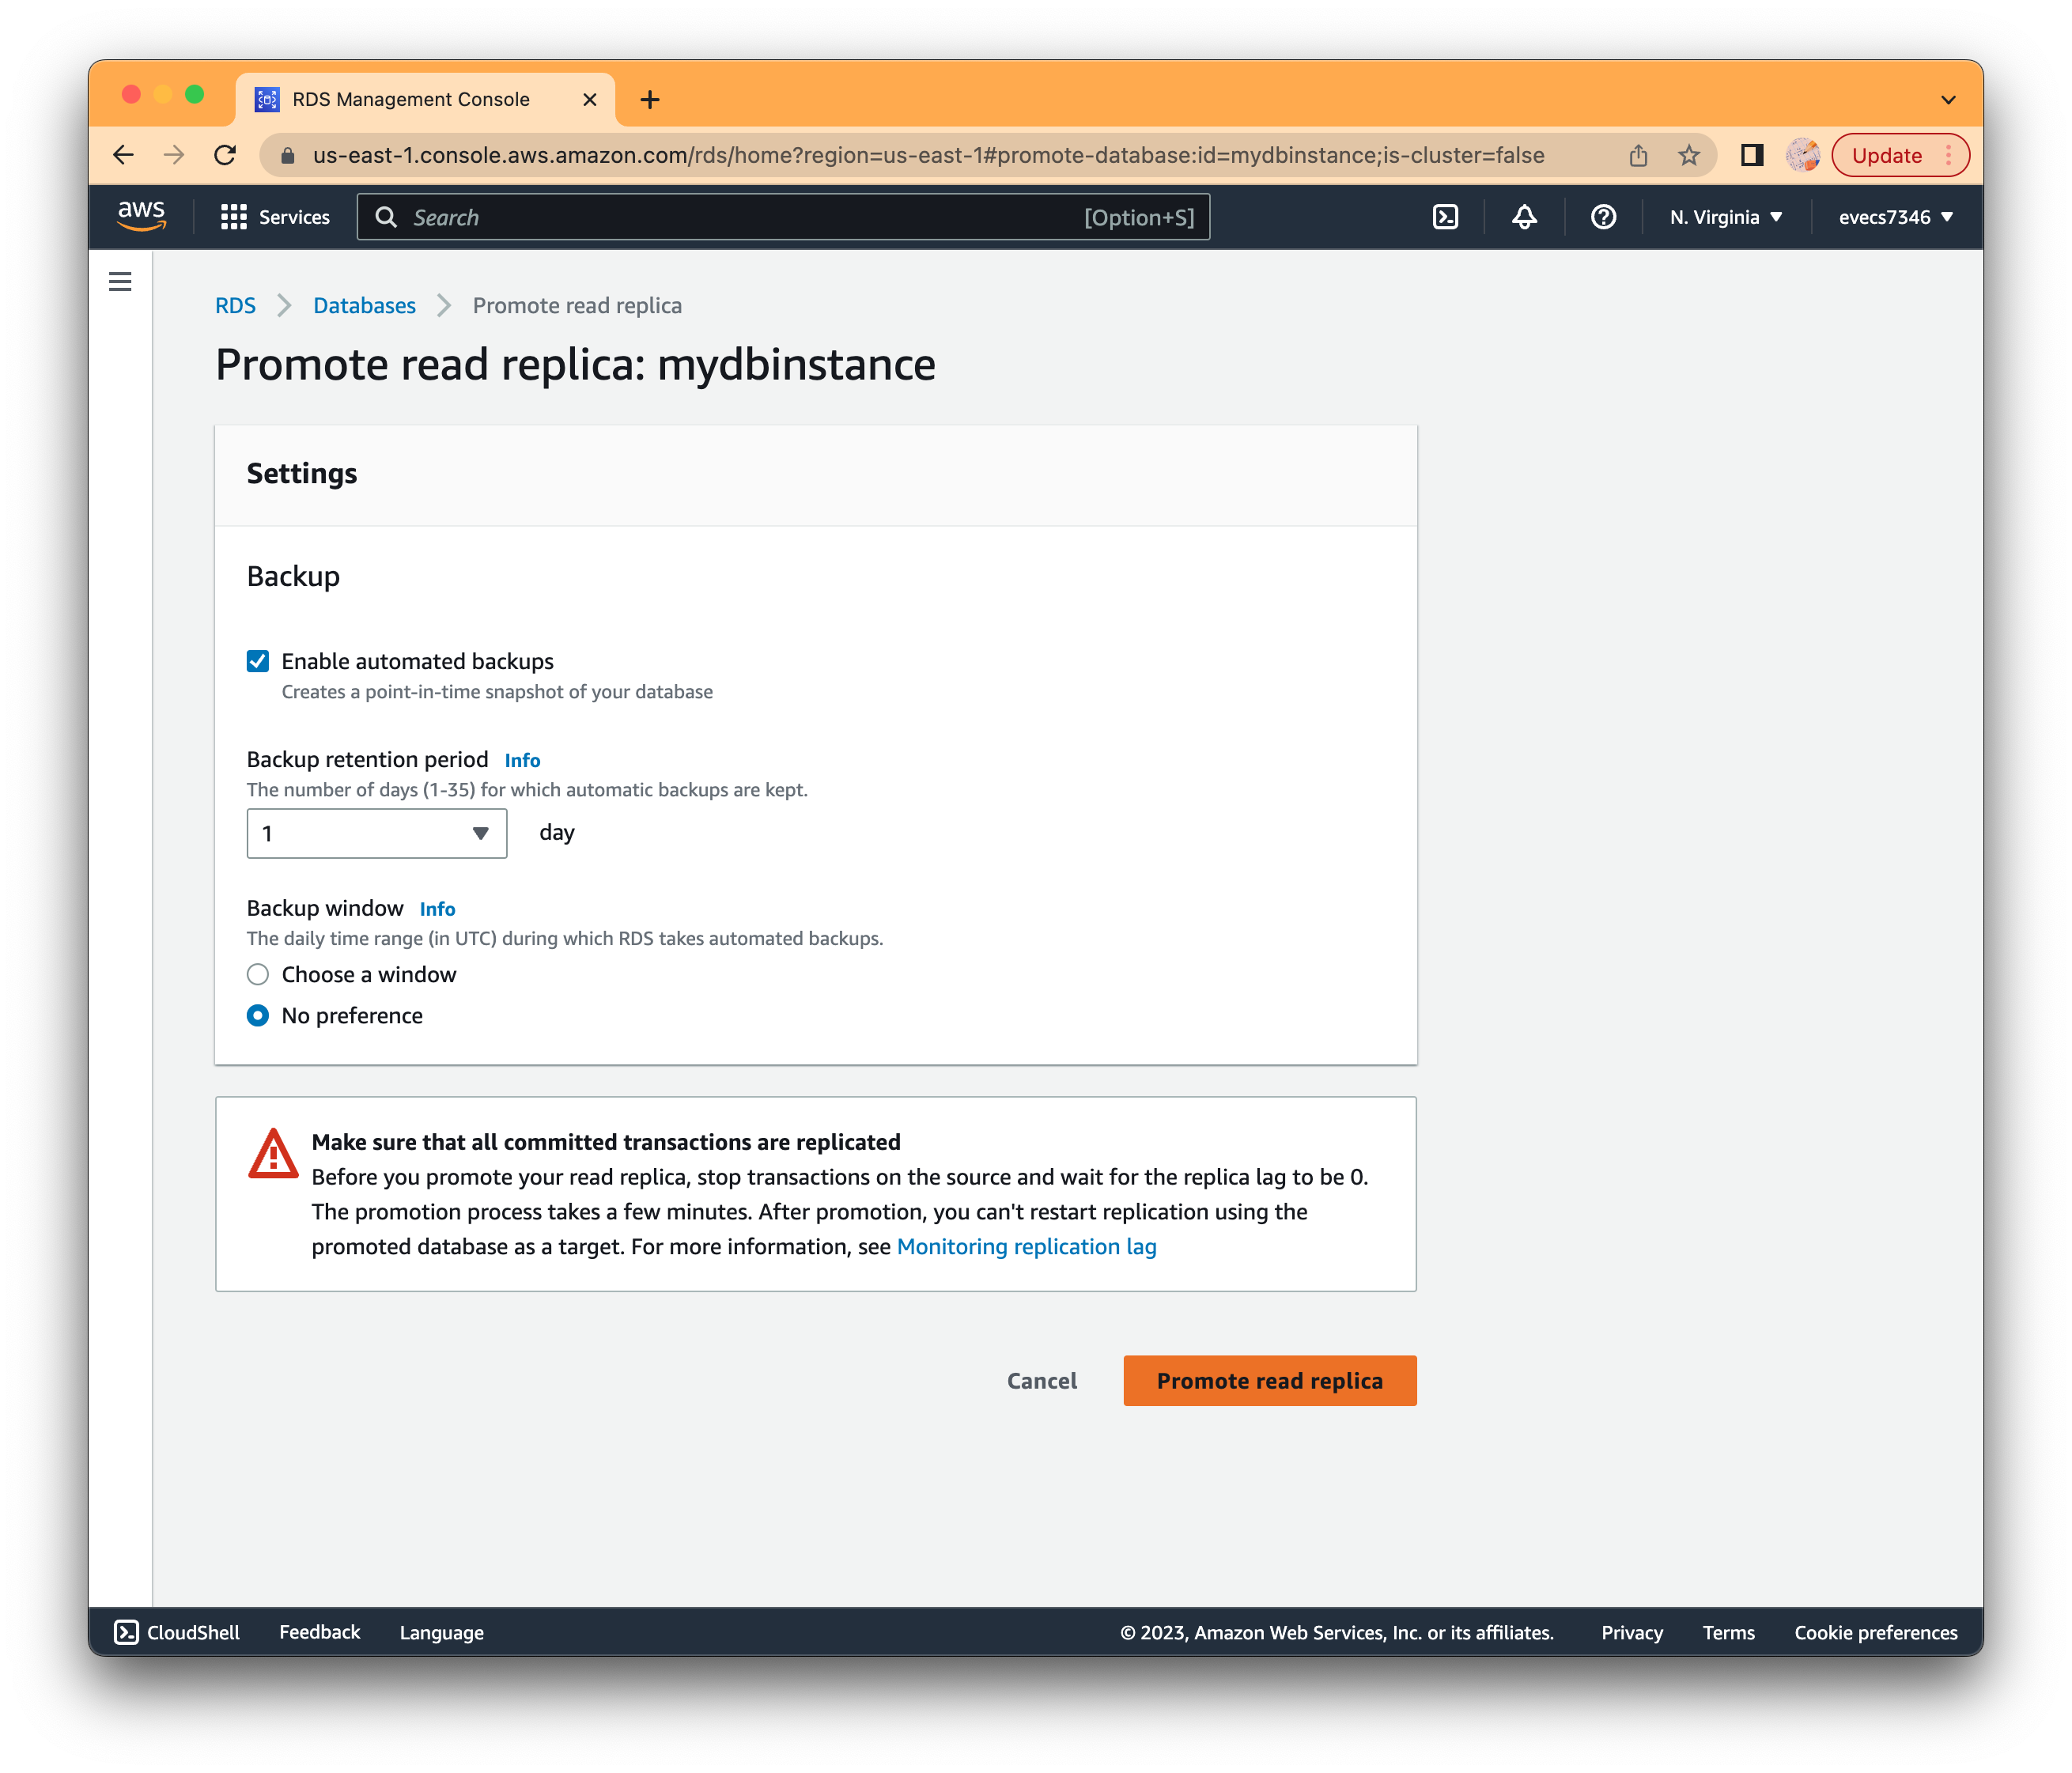 RDS Management Console
us-east-1.console.aws.amazon.com/rds/home?region=us-east-1#promote-database:id=mydbinstance;is-cluster=false
Update
aws
Services
Search
[Option+S]
N. Virginia
evecs7346
RDS
Databases
Promote read replica
Promote read replica: mydbinstance
Settings
Backup
Enable automated backups
Creates a point-in-time snapshot of your database
Backup retention period Info
The number of days (1-35) for which automatic backups are kept.
1
day
Backup window Info
The daily time range (in UTC) during which RDS takes automated backups.
Choose a window
No preference
Make sure that all committed transactions are replicated
Before you promote your read replica, stop transactions on the source and wait for the replica lag to be 0.
The promotion process takes a few minutes. After promotion, you can't restart replication using the
promoted database as a target. For more information, see Monitoring replication lag
Cancel
Promote read replica
CloudShell
Feedback
Language
© 2023, Amazon Web Services, Inc. or its affiliates.
Privacy
Terms
Cookie preferences